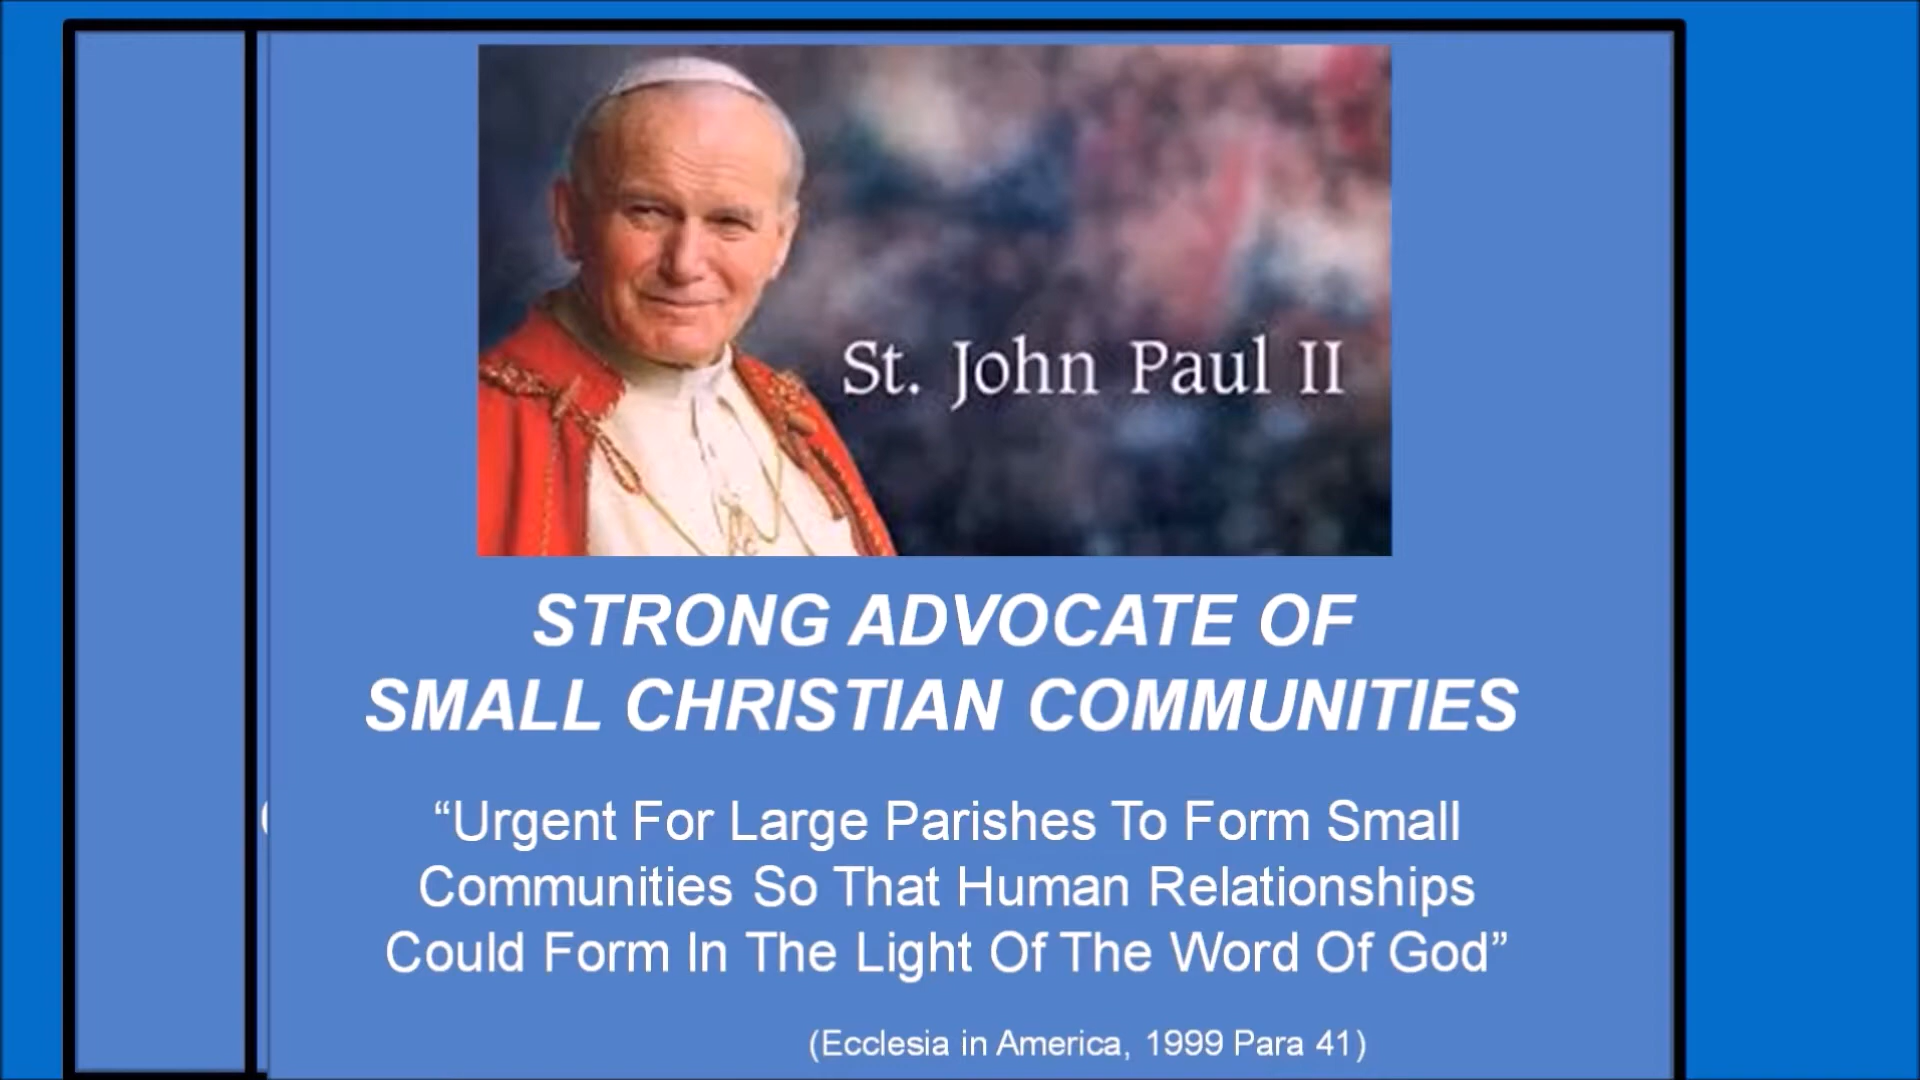 St. John Paul II
STRONG ADVOCATE OF
SMALL CHRISTIAN COMMUNITIES
“Urgent For Large Parishes To Form Small
Communities So That Human Relationships
Could Form In The Light Of The Word Of God”
(Ecclesia in America, 1999 Para 41)